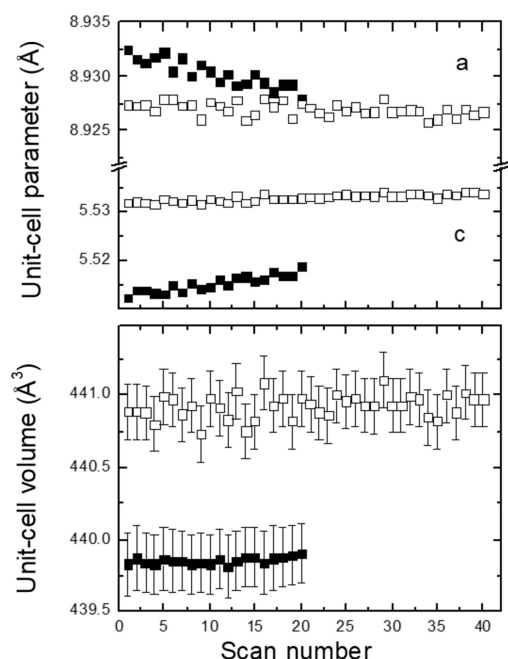 8.935
8.930
a
8.925
5.53
c
5.52
Unit-cell parameter (Å)
441.0
440.5
440.0
439.5
Unit-cell volume (Å³)
0 5 10 15 20 25 30 35 40
Scan number